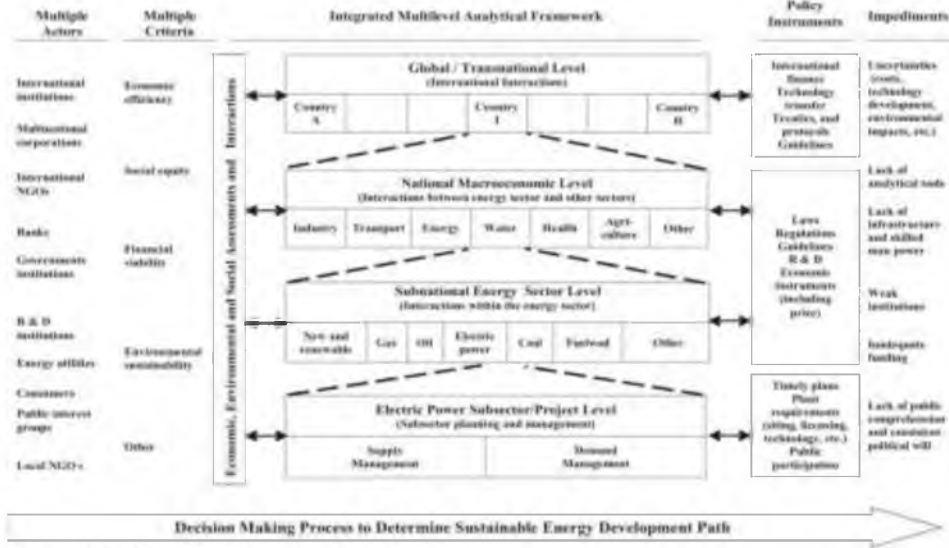 Multiple
Actors
Multiple
Criteria
Integrated Multilevel Analytical Framework
Policy
Instruments
Impediments
International
institutions
Multinational
corporations
International
NGOs
Banks
Governments
institutions
R & D
institutions
Energy utilities
Consumers
Public interest
groups
Local NGO's
Economic
efficiency
Social equity
Financial
viability
Environmental
sustainability
Other
Economic, Environmental and Social Assessments and Interactions
Global / Transnational Level
(International Interactions)
Country
A
Country
I
Country
B
National Macroeconomic Level
(Interactions between energy sector and other sectors)
Industry
Transport
Energy
Water
Health
Agri-
culture
Other
Subnational Energy Sector Level
(Interactions within the energy sector)
New and
renewable
Gas
Oil
Electric
power
Coal
Fuelwood
Other
Electric Power Subsector/Project Level
(Subsector planning and management)
Supply
Management
Demand
Management
International
finance
Technology
transfer
Treaties, and
protocols
Guidelines
Laws
Regulations
Guidelines
R & D
Economic
instruments
(including
price)
Timely plans
Plant
requirements
(siting, licensing,
technology, etc.)
Public
participation
Uncertainties
(costs,
technology
development,
environmental
impacts, etc.)
Lack of
analytical tools
Lack of
infrastructure
and skilled
man power
Weak
institutions
Inadequate
funding
Lack of public
comprehension
and consistent
political will
Decision Making Process to Determine Sustainable Energy Development Path